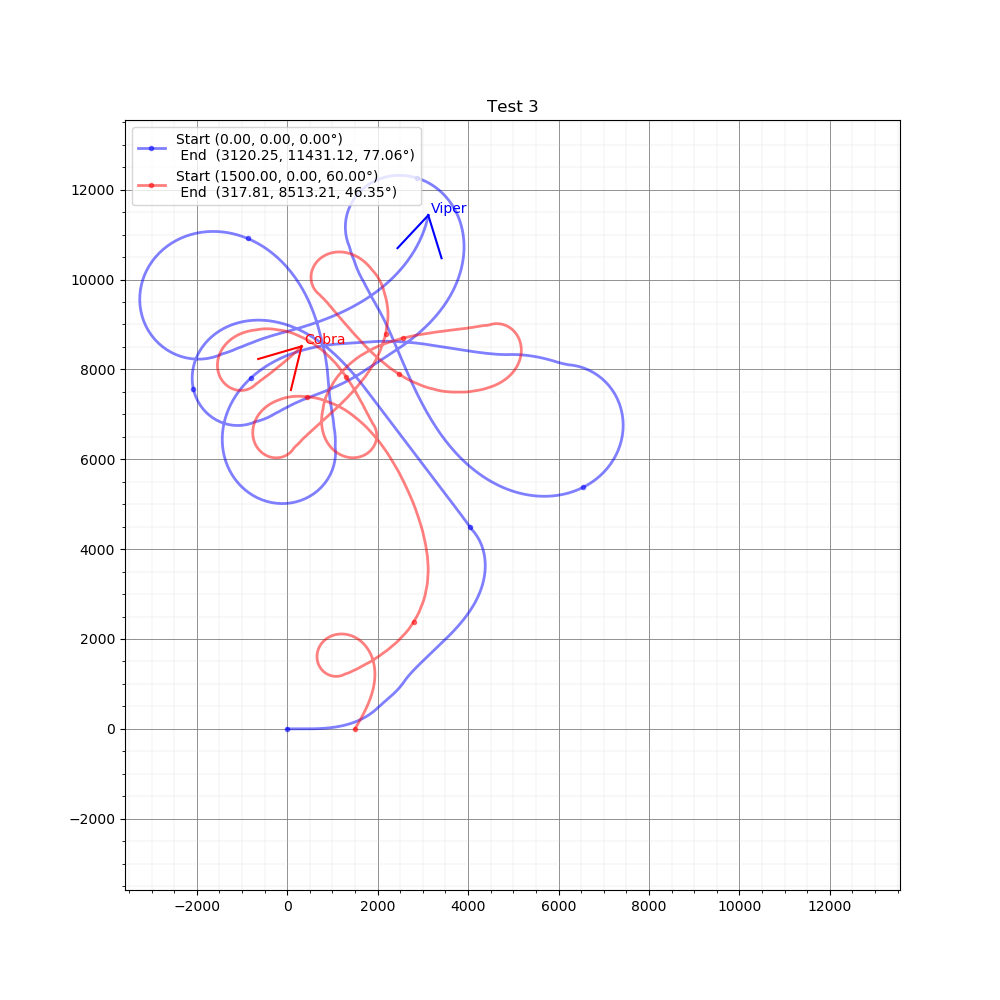 Test 3
Start (0.00, 0.00, 0.00°)
End (3120.25, 11431.12, 77.06°)
Start (1500.00, 0.00, 60.00°)
End (317.81, 8513.21, 46.35°)
Viper
Cobra
12000
10000
8000
6000
4000
2000
0
−2000
−2000 0 2000 4000 6000 8000 10000 12000